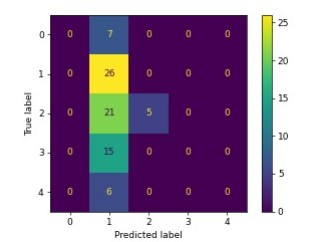 0 0 7 0 0 0
1 0 26 0 0 0
2 0 21 5 0 0
3 0 15 0 0 0
4 0 6 0 0 0
0 1 2 3 4
True label
Predicted label
25
20
15
10
5
0